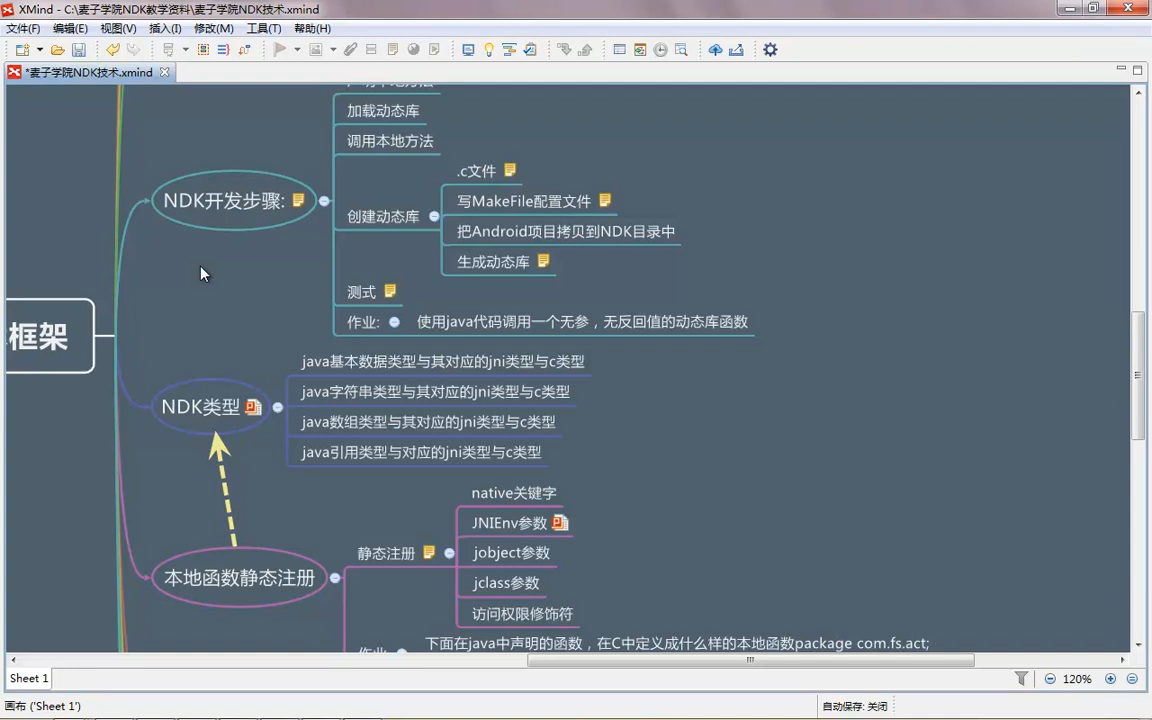 XMind - C:\麦子学院NDK教学资料\麦子学院NDK技术.xmind
文件(F) 编辑(E) 视图(V) 插入(I) 修改(M) 工具(T) 帮助(H)
*麦子学院NDK技术.xmind
加载动态库
调用本地方法
.c文件
NDK开发步骤:
写MakeFile配置文件
创建动态库
把Android项目拷贝到NDK目录中
生成动态库
测式
作业:
使用java代码调用一个无参，无反回值的动态库函数
框架
java基本数据类型与其对应的jni类型与c类型
java字符串类型与其对应的jni类型与c类型
NDK类型
java数组类型与其对应的jni类型与c类型
java引用类型与对应的jni类型与c类型
native关键字
JNIEnv参数
静态注册
jobject参数
本地函数静态注册
jclass参数
访问权限修饰符
下面在java中声明的函数，在C中定义成什么样的本地函数package com.fs.act;
作业:
Sheet 1
120%
画布 ('Sheet 1')
自动保存: 关闭